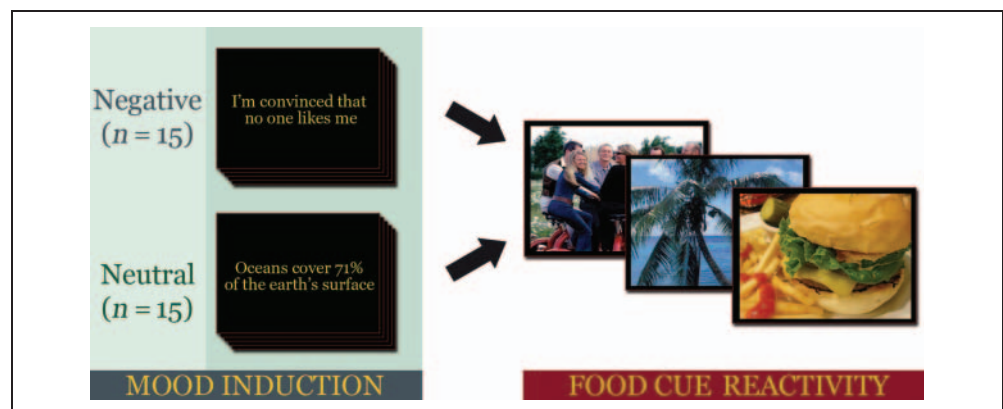 Negative
(n = 15)
I'm convinced that
no one likes me
Neutral
(n = 15)
Oceans cover 71%
of the earth's surface
MOOD INDUCTION
FOOD CUE REACTIVITY